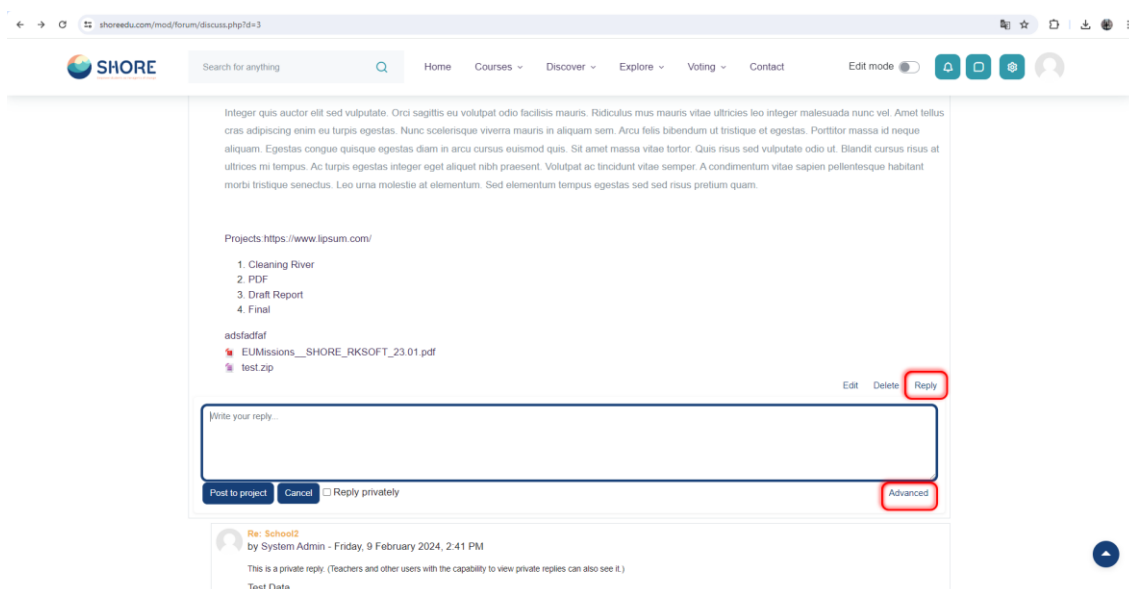 shoreedu.com/mod/forum/discuss.php?d=3
SHORE
Search for anything
Home Courses Discover Explore Voting Contact Edit mode
Integer quis auctor elit sed vulputate. Orci sagittis eu volutpat odio facilisis mauris. Ridiculus mus mauris vitae ultricies leo integer malesuada nunc vel. Amet tellus
cras adipiscing enim eu turpis egestas. Nunc scelerisque viverra mauris in aliquam sem. Arcu felis bibendum ut tristique et egestas. Porttitor massa id neque
aliquam. Egestas congue quisque egestas diam in arcu cursus euismod quis. Sit amet massa vitae tortor. Quis risus sed vulputate odio ut. Blandit cursus risus at
ultrices mi tempus. Ac turpis egestas integer eget aliquet nibh praesent. Volutpat ac tincidunt vitae semper. A condimentum vitae sapien pellentesque habitant
morbi tristique senectus. Leo urna molestie at elementum. Sed elementum tempus egestas sed sed risus pretium quam.
Projects:https://www.lipsum.com/
1. Cleaning River
2. PDF
3. Draft Report
4. Final
adsfadfaf
EUMissions__SHORE_RKSOFT_23.01.pdf
test.zip
Edit Delete Reply
Write your reply...
Post to project Cancel Reply privately Advanced
Re: School2
by System Admin - Friday, 9 February 2024, 2:41 PM
This is a private reply. (Teachers and other users with the capability to view private replies can also see it.)
Test Data